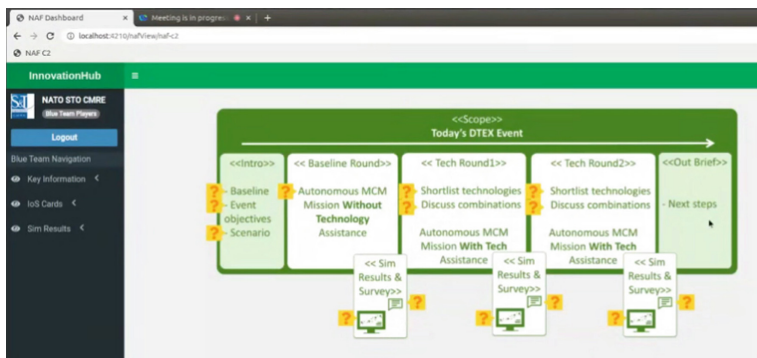 NAF Dashboard
Meeting is in progres
localhost:4210/nafView/naf-c2
NAF C2
InnovationHub
NATO STO CMRE
Blue Team Players
Logout
Blue Team Navigation
Key Information
IoS Cards
Sim Results
<<Scope>>
Today's DTEX Event
<<Intro>>
? - Baseline
? - Event
objectives
? - Scenario
<< Baseline Round>>
? - Autonomous MCM
Mission Without
Technology
Assistance
<< Tech Round1>>
? - Shortlist technologies
? - Discuss combinations
Autonomous MCM
Mission With Tech
Assistance
<< Tech Round2>>
? - Shortlist technologies
? - Discuss combinations
Autonomous MCM
Mission With Tech
Assistance
<<Out Brief>>
- Next steps
<< Sim
Results &
Survey>>
?
?
<< Sim
Results &
Survey>>
?
?
<< Sim
Results &
Survey>>
?
?